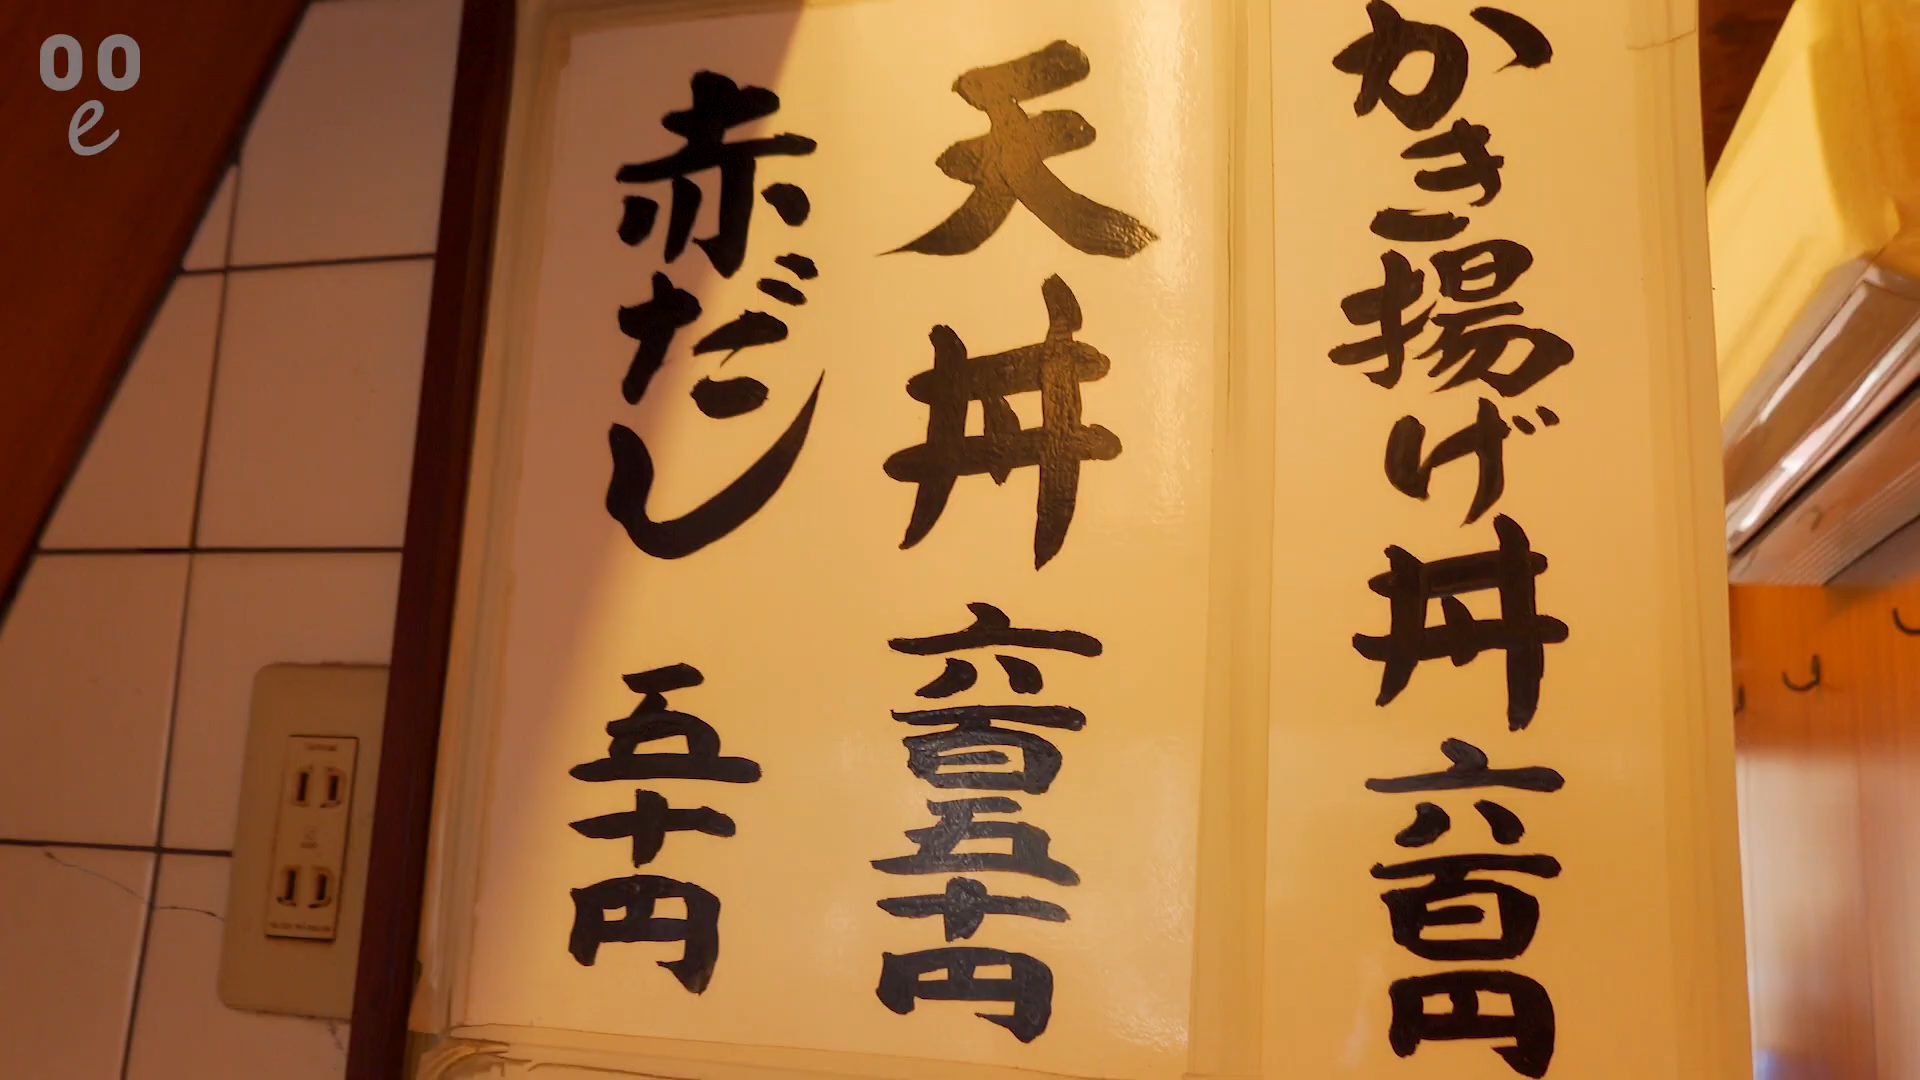 かき揚げ丼 六百円
天丼 六百五十円
赤だし 五十円
ooe